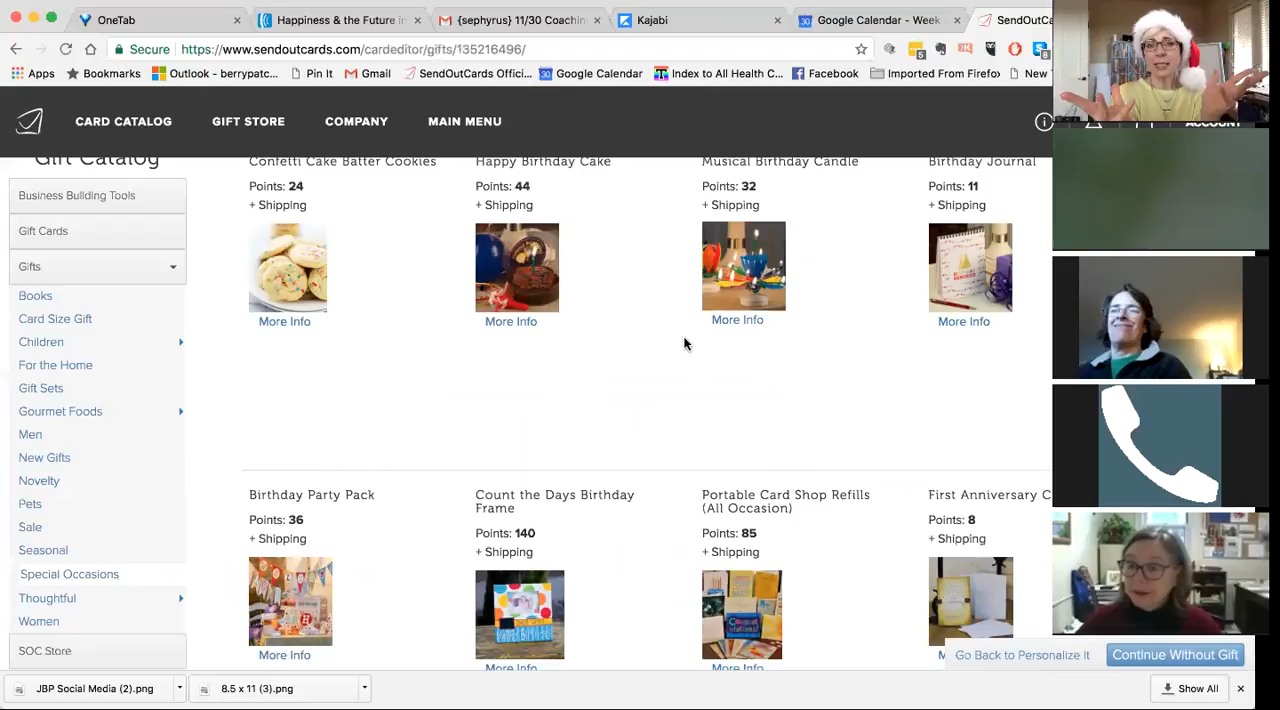 OneTab
Happiness & the Future i
{sephyrus} 11/30 Coachin
Kajabi
Google Calendar - Week
SendOutCa
Secure
https://www.sendoutcards.com/cardeditor/gifts/135216496/
5
8
Apps
Bookmarks
Outlook - berrypatc...
Pin It
Gmail
SendOutCards Offici...
Google Calendar
Index to All Health C...
Facebook
Imported From Firefox
New
CARD CATALOG
GIFT STORE
COMPANY
MAIN MENU
ACCOUNT
Gift Catalog
Business Building Tools
Gift Cards
Gifts
Books
Card Size Gift
Children
For the Home
Gift Sets
Gourmet Foods
Men
New Gifts
Novelty
Pets
Sale
Seasonal
Special Occasions
Thoughtful
Women
SOC Store
Confetti Cake Batter Cookies
Points: 24
+ Shipping
More Info
Happy Birthday Cake
Points: 44
+ Shipping
More Info
Musical Birthday Candle
Points: 32
+ Shipping
More Info
Birthday Journal
Points: 11
+ Shipping
More Info
Birthday Party Pack
Points: 36
+ Shipping
More Info
Count the Days Birthday
Frame
Points: 140
+ Shipping
More Info
Portable Card Shop Refills
(All Occasion)
Points: 85
+ Shipping
More Info
First Anniversary C
Points: 8
+ Shipping
M
Go Back to Personalize It
Continue Without Gift
JBP Social Media (2).png
8.5 x 11 (3).png
Show All